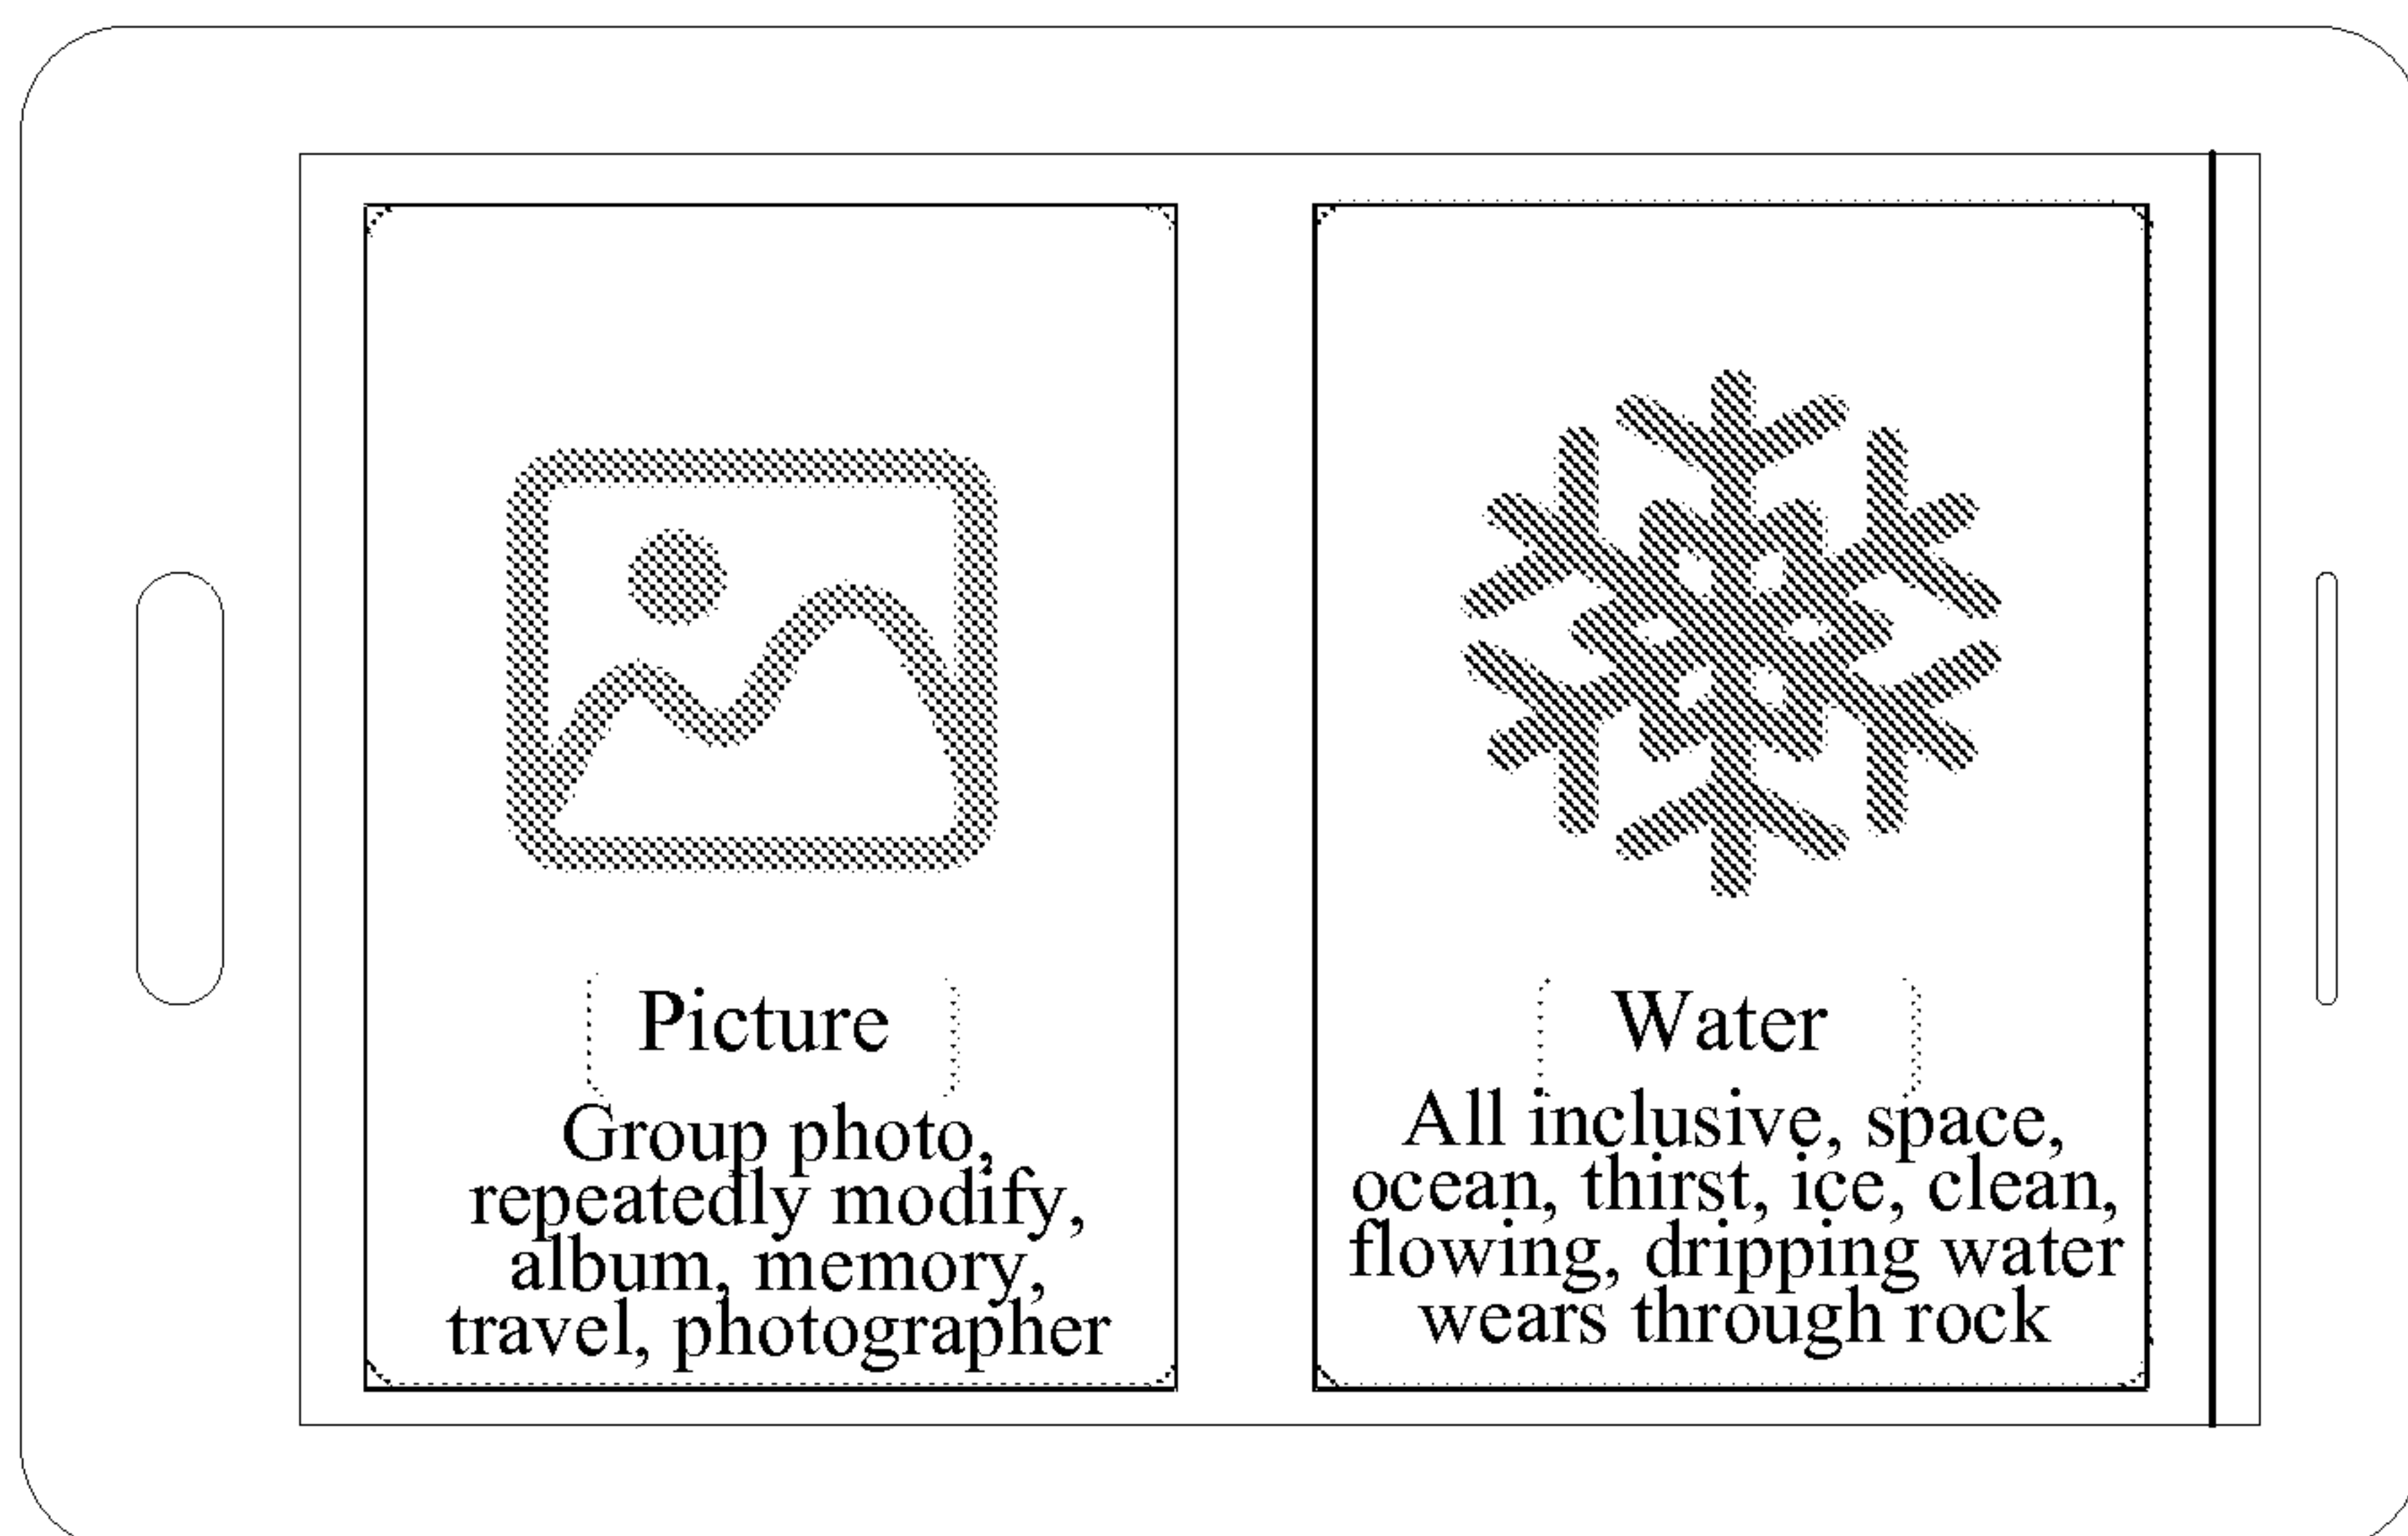 Picture
Group photo,
repeatedly modify,
album, memory,
travel, photographer
Water
All inclusive, space,
ocean, thirst, ice, clean,
flowing, dripping water
wears through rock